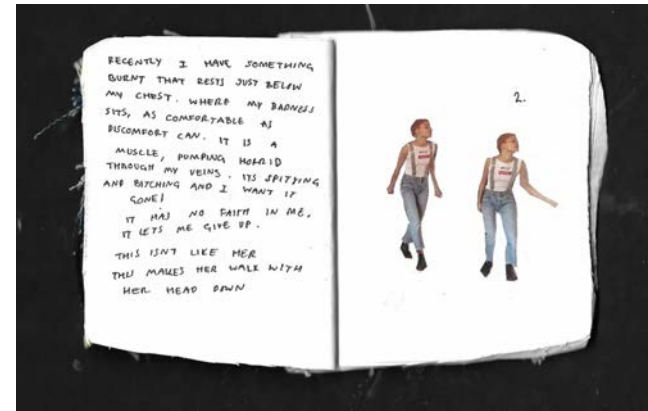 RECENTLY I HAVE SOMETHING
BURNT THAT RESTS JUST BELOW
MY CHEST. WHERE MY BADNESS
SITS, AS COMFORTABLE AS
DISCOMFORT CAN. IT IS A
MUSCLE, PUMPING HORRID
THROUGH MY VEINS. ITS SPITTING
AND BITCHING AND I WANT IT
GONE!
IT HAS NO FAITH IN ME,
IT LETS ME GIVE UP.
THIS ISNT LIKE HER
THIS MAKES HER WALK WITH
HER HEAD DOWN
2.